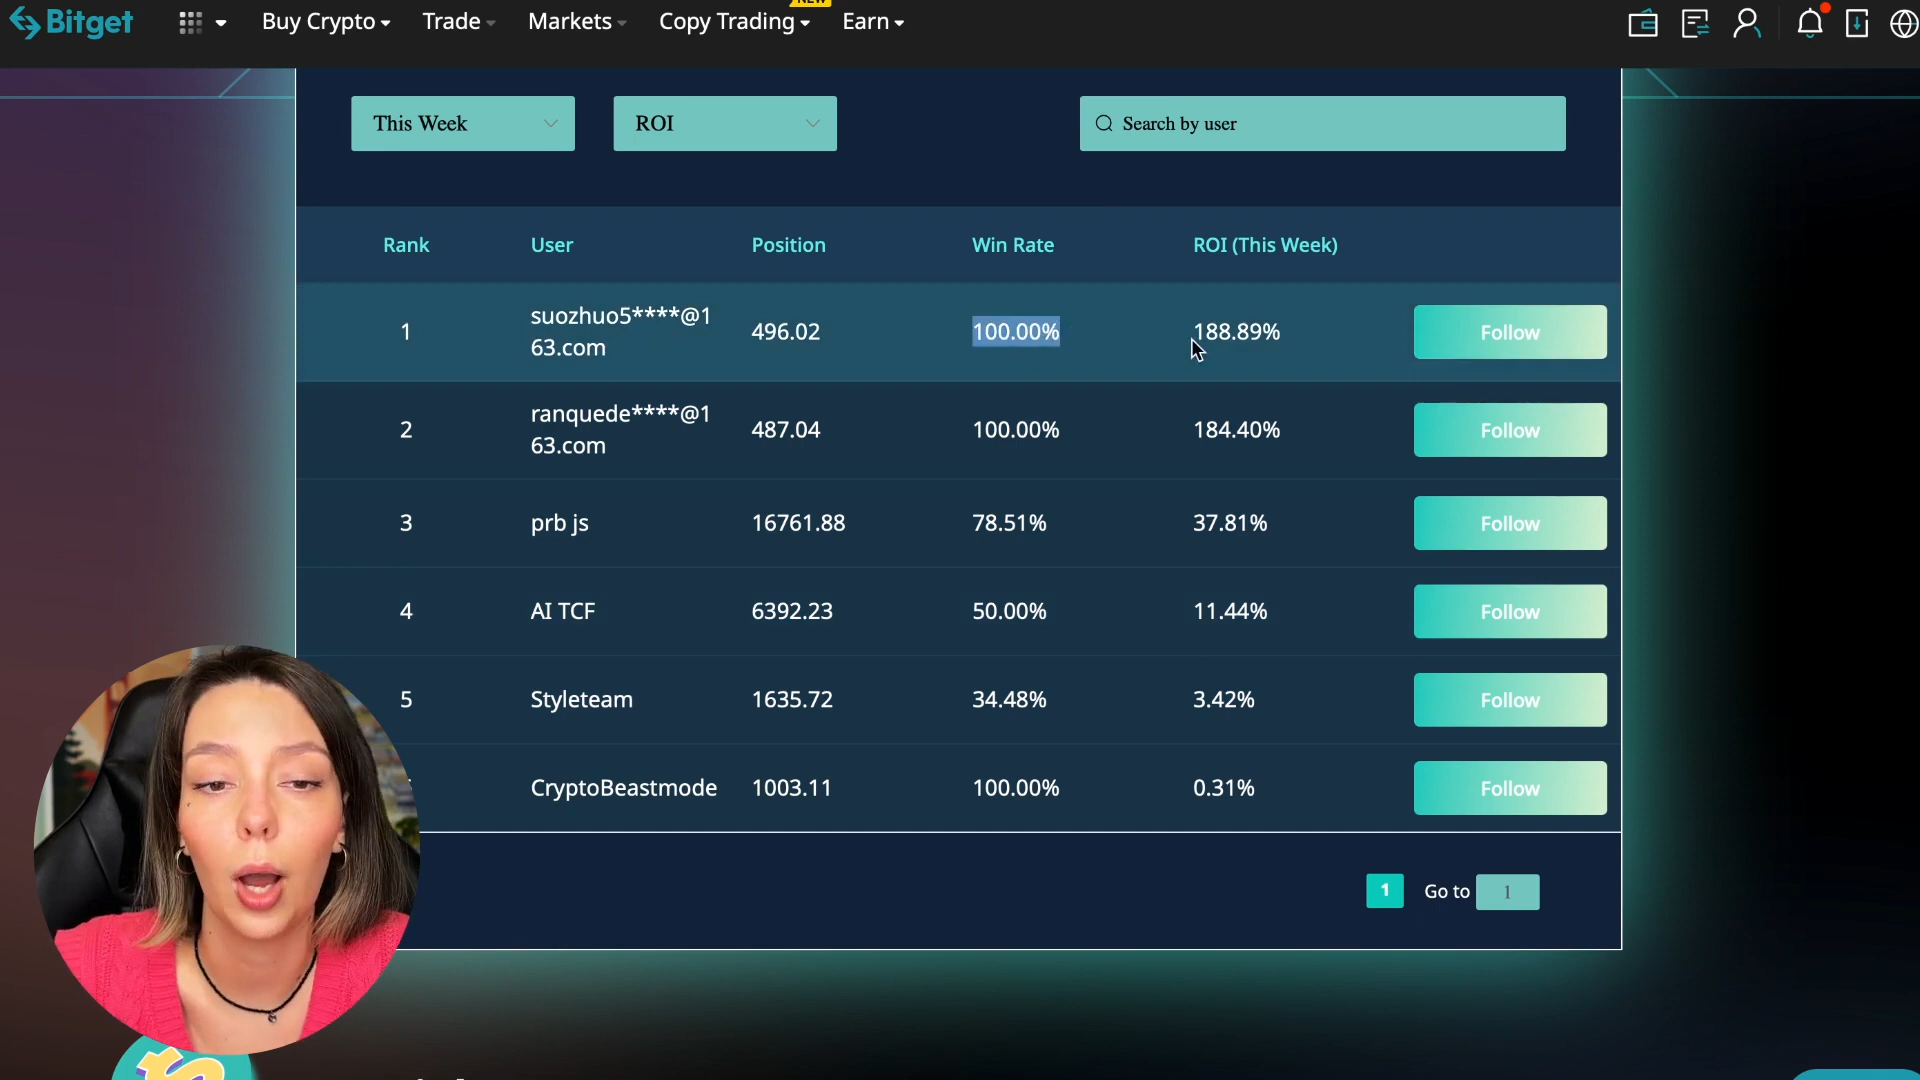 Bitget
Buy Crypto
Trade
Markets
Copy Trading
NEW
Earn
This Week
ROI
Search by user
Rank User Position Win Rate ROI (This Week)
1 suozhuo5****@1
63.com 496.02 100.00% 188.89% Follow
2 ranquede****@1
63.com 487.04 100.00% 184.40% Follow
3 prb js 16761.88 78.51% 37.81% Follow
4 AI TCF 6392.23 50.00% 11.44% Follow
5 Styleteam 1635.72 34.48% 3.42% Follow
CryptoBeastmode 1003.11 100.00% 0.31% Follow
1 Go to 1